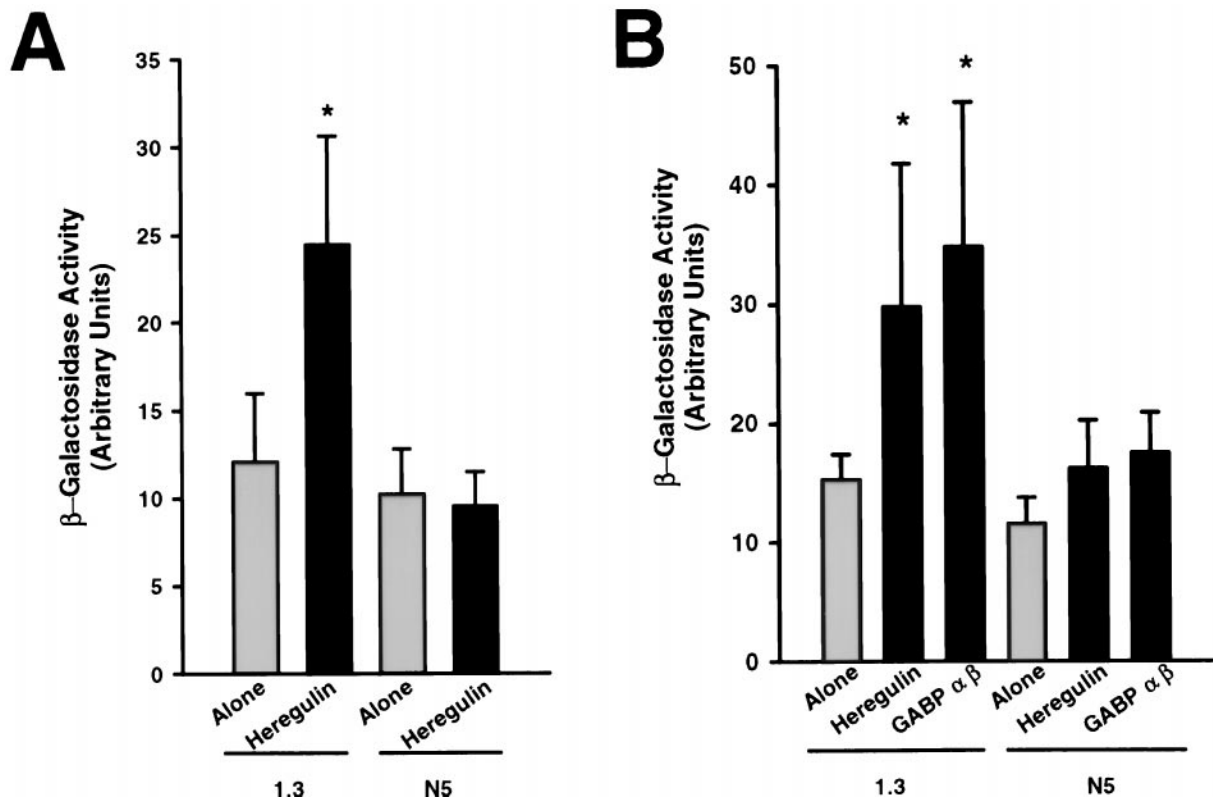 A
β–Galactosidase Activity
(Arbitrary Units)
35
30
25
20
15
10
5
0
*
Alone
Heregulin
Alone
Heregulin
1.3
N5
B
β–Galactosidase Activity
(Arbitrary Units)
50
40
30
20
10
0
*
*
Alone
Heregulin
GABP α β
Alone
Heregulin
GABP α β
1.3
N5